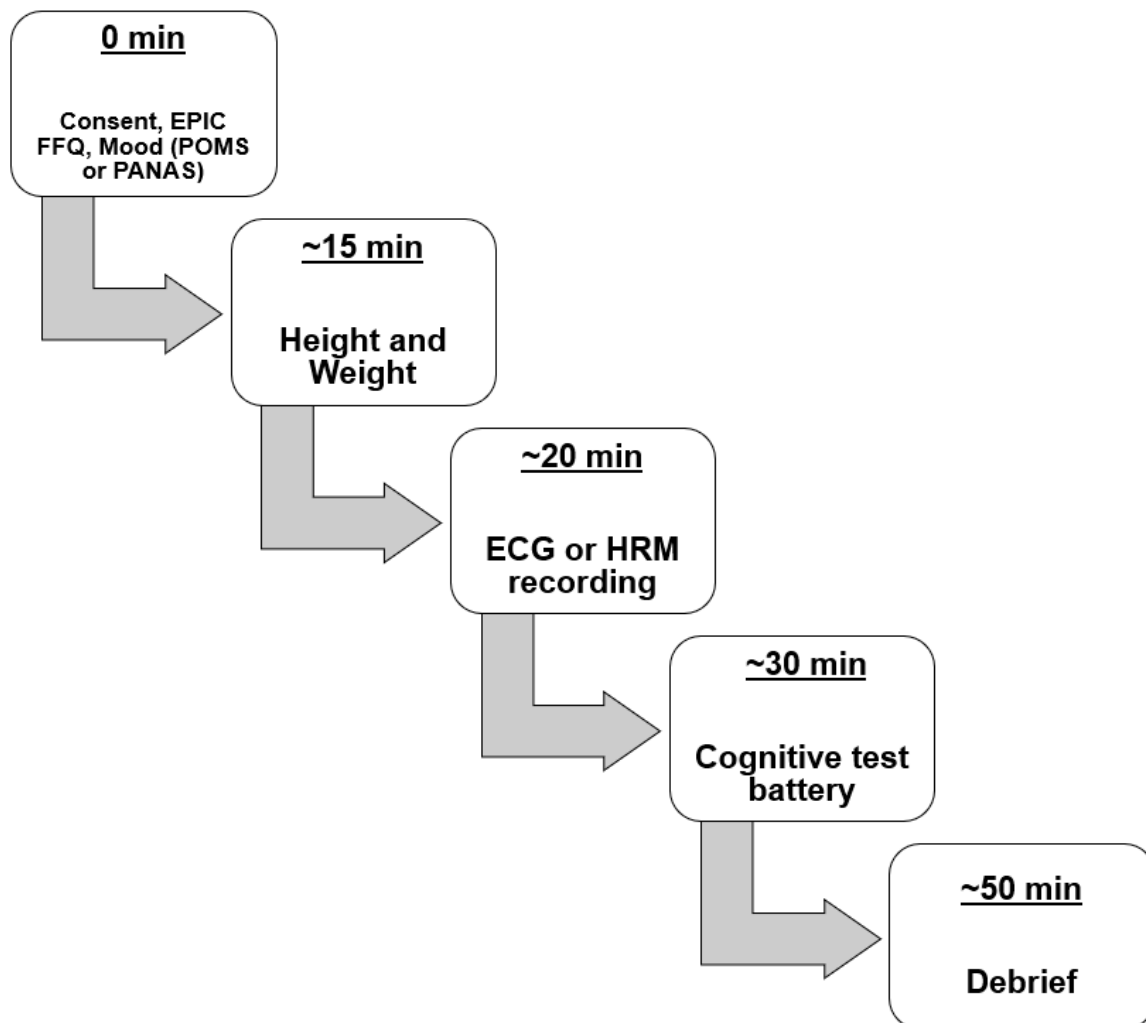 0 min
Consent, EPIC
FFQ, Mood (POMS
or PANAS)
~15 min
Height and
Weight
~20 min
ECG or HRM
recording
~30 min
Cognitive test
battery
~50 min
Debrief